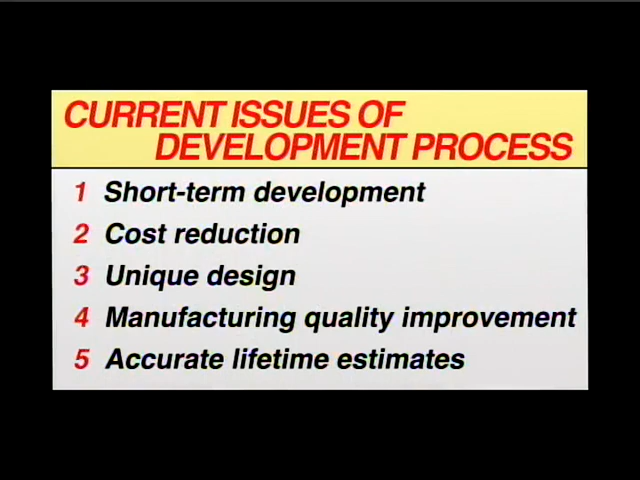 CURRENT ISSUES OF
DEVELOPMENT PROCESS
1 Short-term development
2 Cost reduction
3 Unique design
4 Manufacturing quality improvement
5 Accurate lifetime estimates